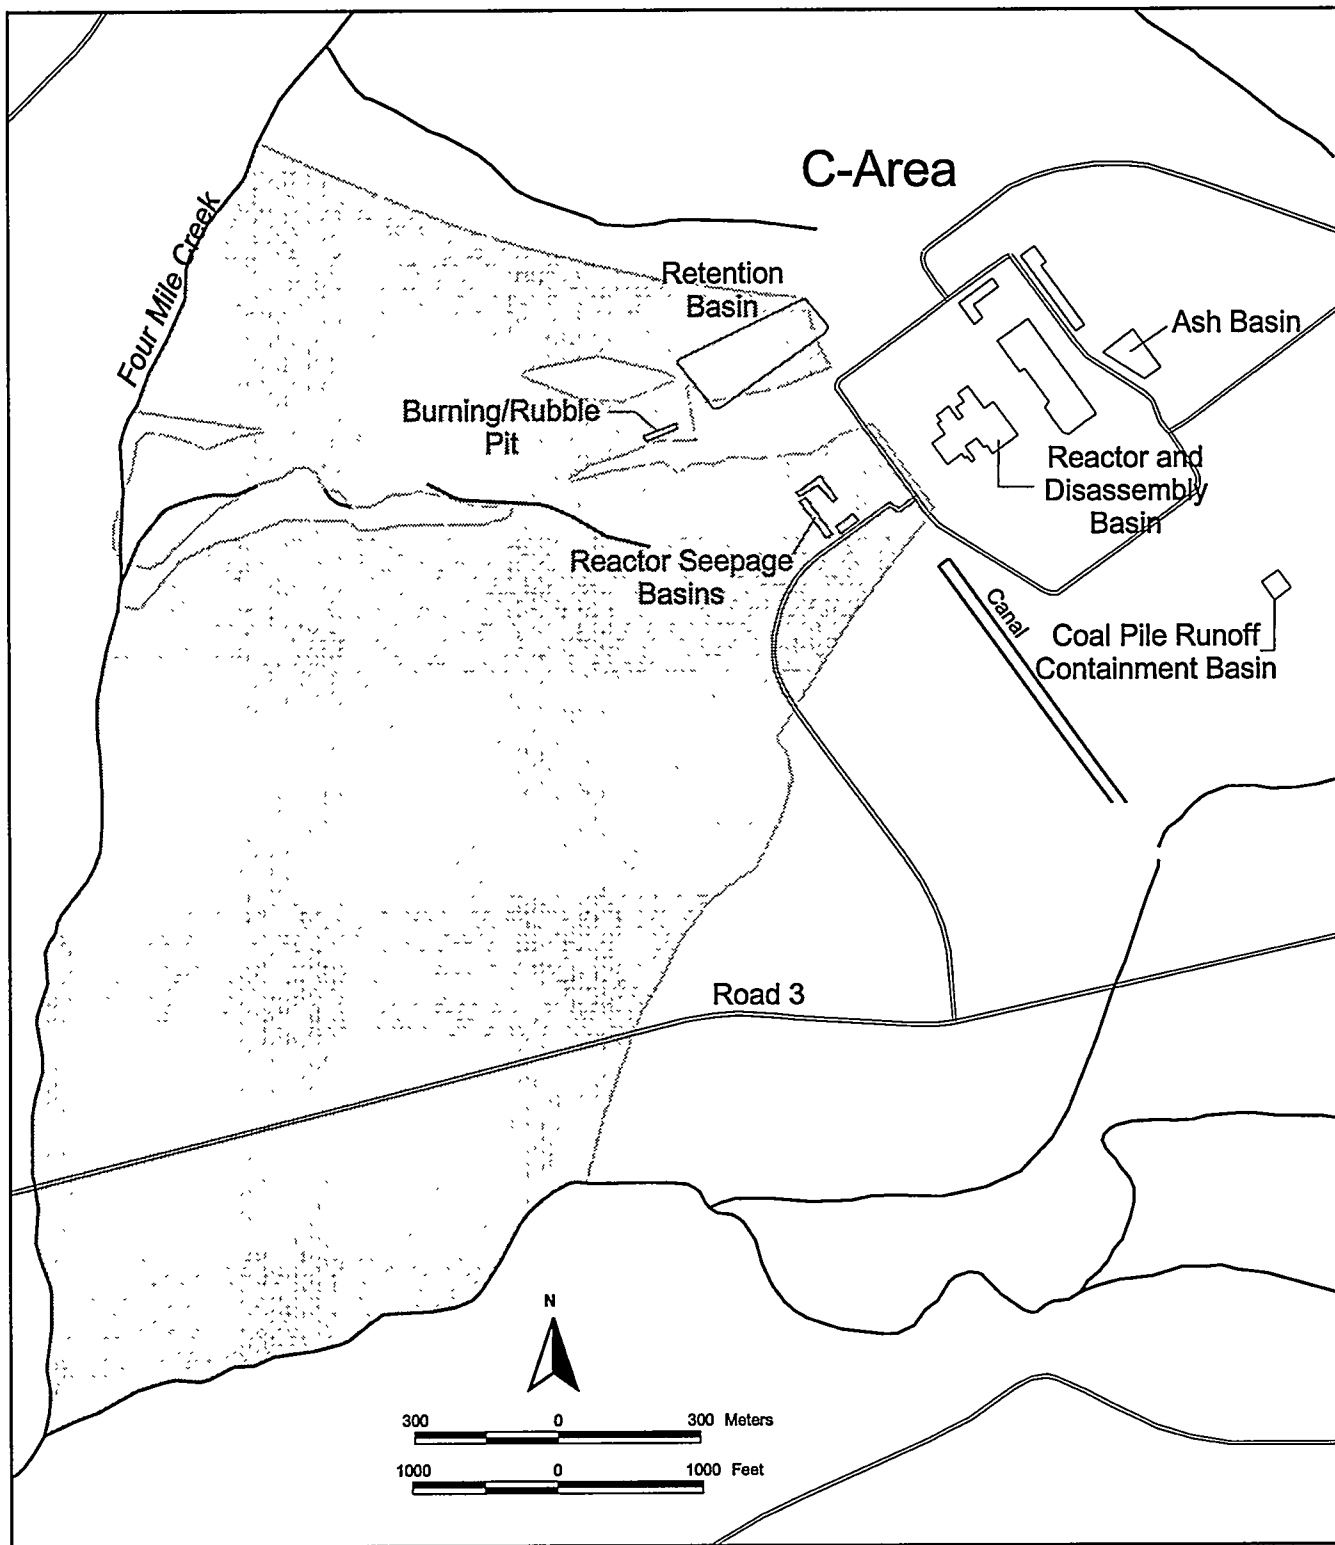 C-Area
Four Mile Creek
Retention
Basin
Ash Basin
Burning/Rubble
Pit
Reactor and
Disassembly
Basin
Reactor Seepage
Basins
Canal
Coal Pile Runoff
Containment Basin
Road 3
N
300 0 300 Meters
1000 0 1000 Feet